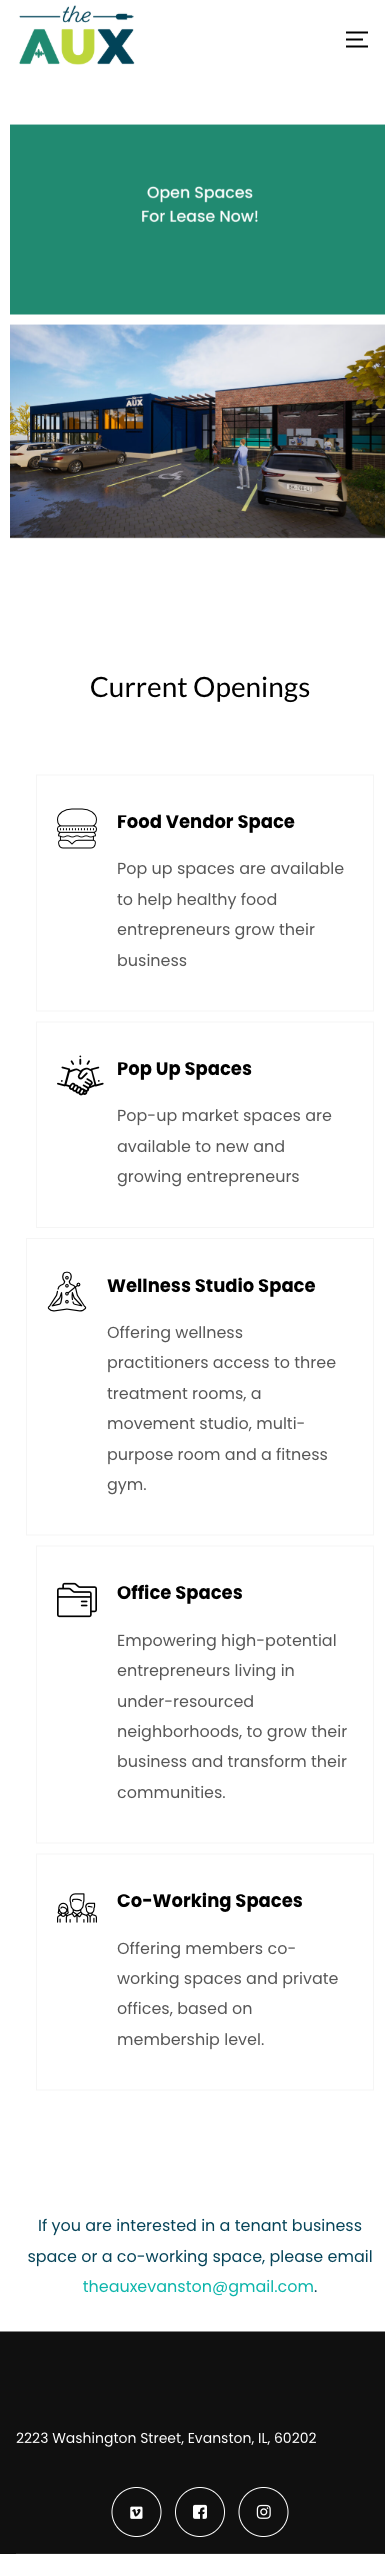 the
AUX
Open Spaces
For Lease Now!
AUX
Current Openings
Food Vendor Space
Pop up spaces are available
to help healthy food
entrepreneurs grow their
business
Pop Up Spaces
Pop-up market spaces are
available to new and
growing entrepreneurs
Wellness Studio Space
Offering wellness
practitioners access to three
treatment rooms, a
movement studio, multi-
purpose room and a fitness
gym.
Office Spaces
Empowering high-potential
entrepreneurs living in
under-resourced
neighborhoods, to grow their
business and transform their
communities.
Co-Working Spaces
Offering members co-
working spaces and private
offices, based on
membership level.
If you are interested in a tenant business
space or a co-working space, please email
theauxevanston@gmail.com.
2223 Washington Street, Evanston, IL, 60202